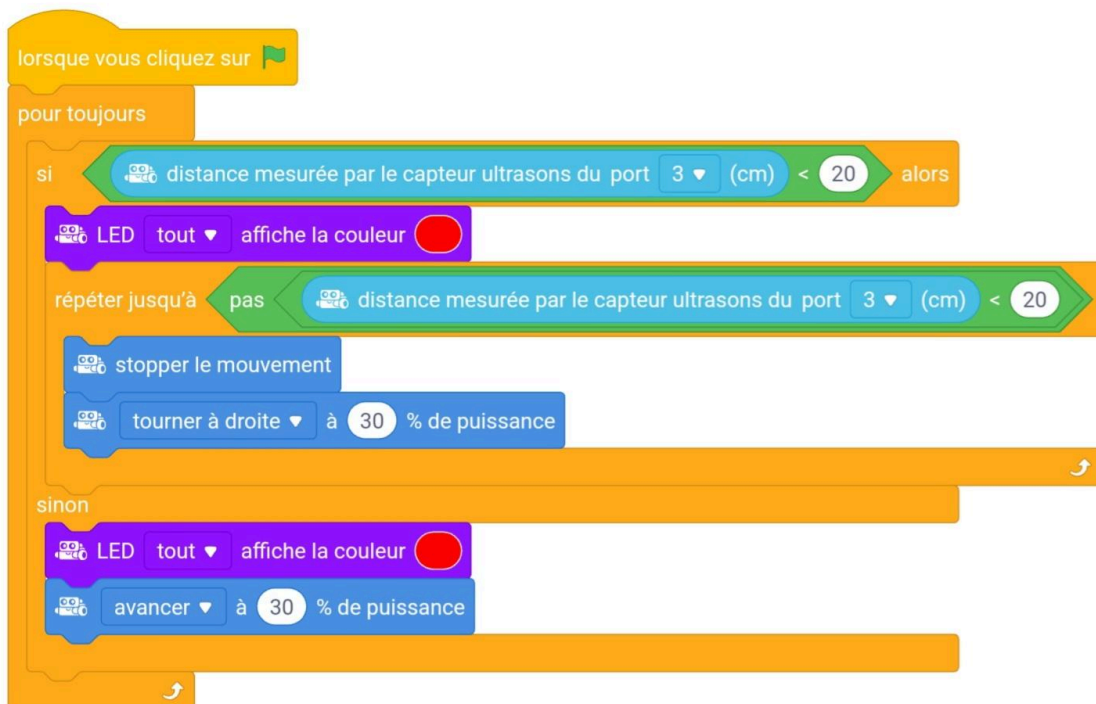 lorsque vous cliquez sur
pour toujours
si distance mesurée par le capteur ultrasons du port 3 (cm) < 20 alors
LED tout affiche la couleur
répéter jusqu'à pas distance mesurée par le capteur ultrasons du port 3 (cm) < 20
stopper le mouvement
tourner à droite à 30 % de puissance
sinon
LED tout affiche la couleur
avancer à 30 % de puissance